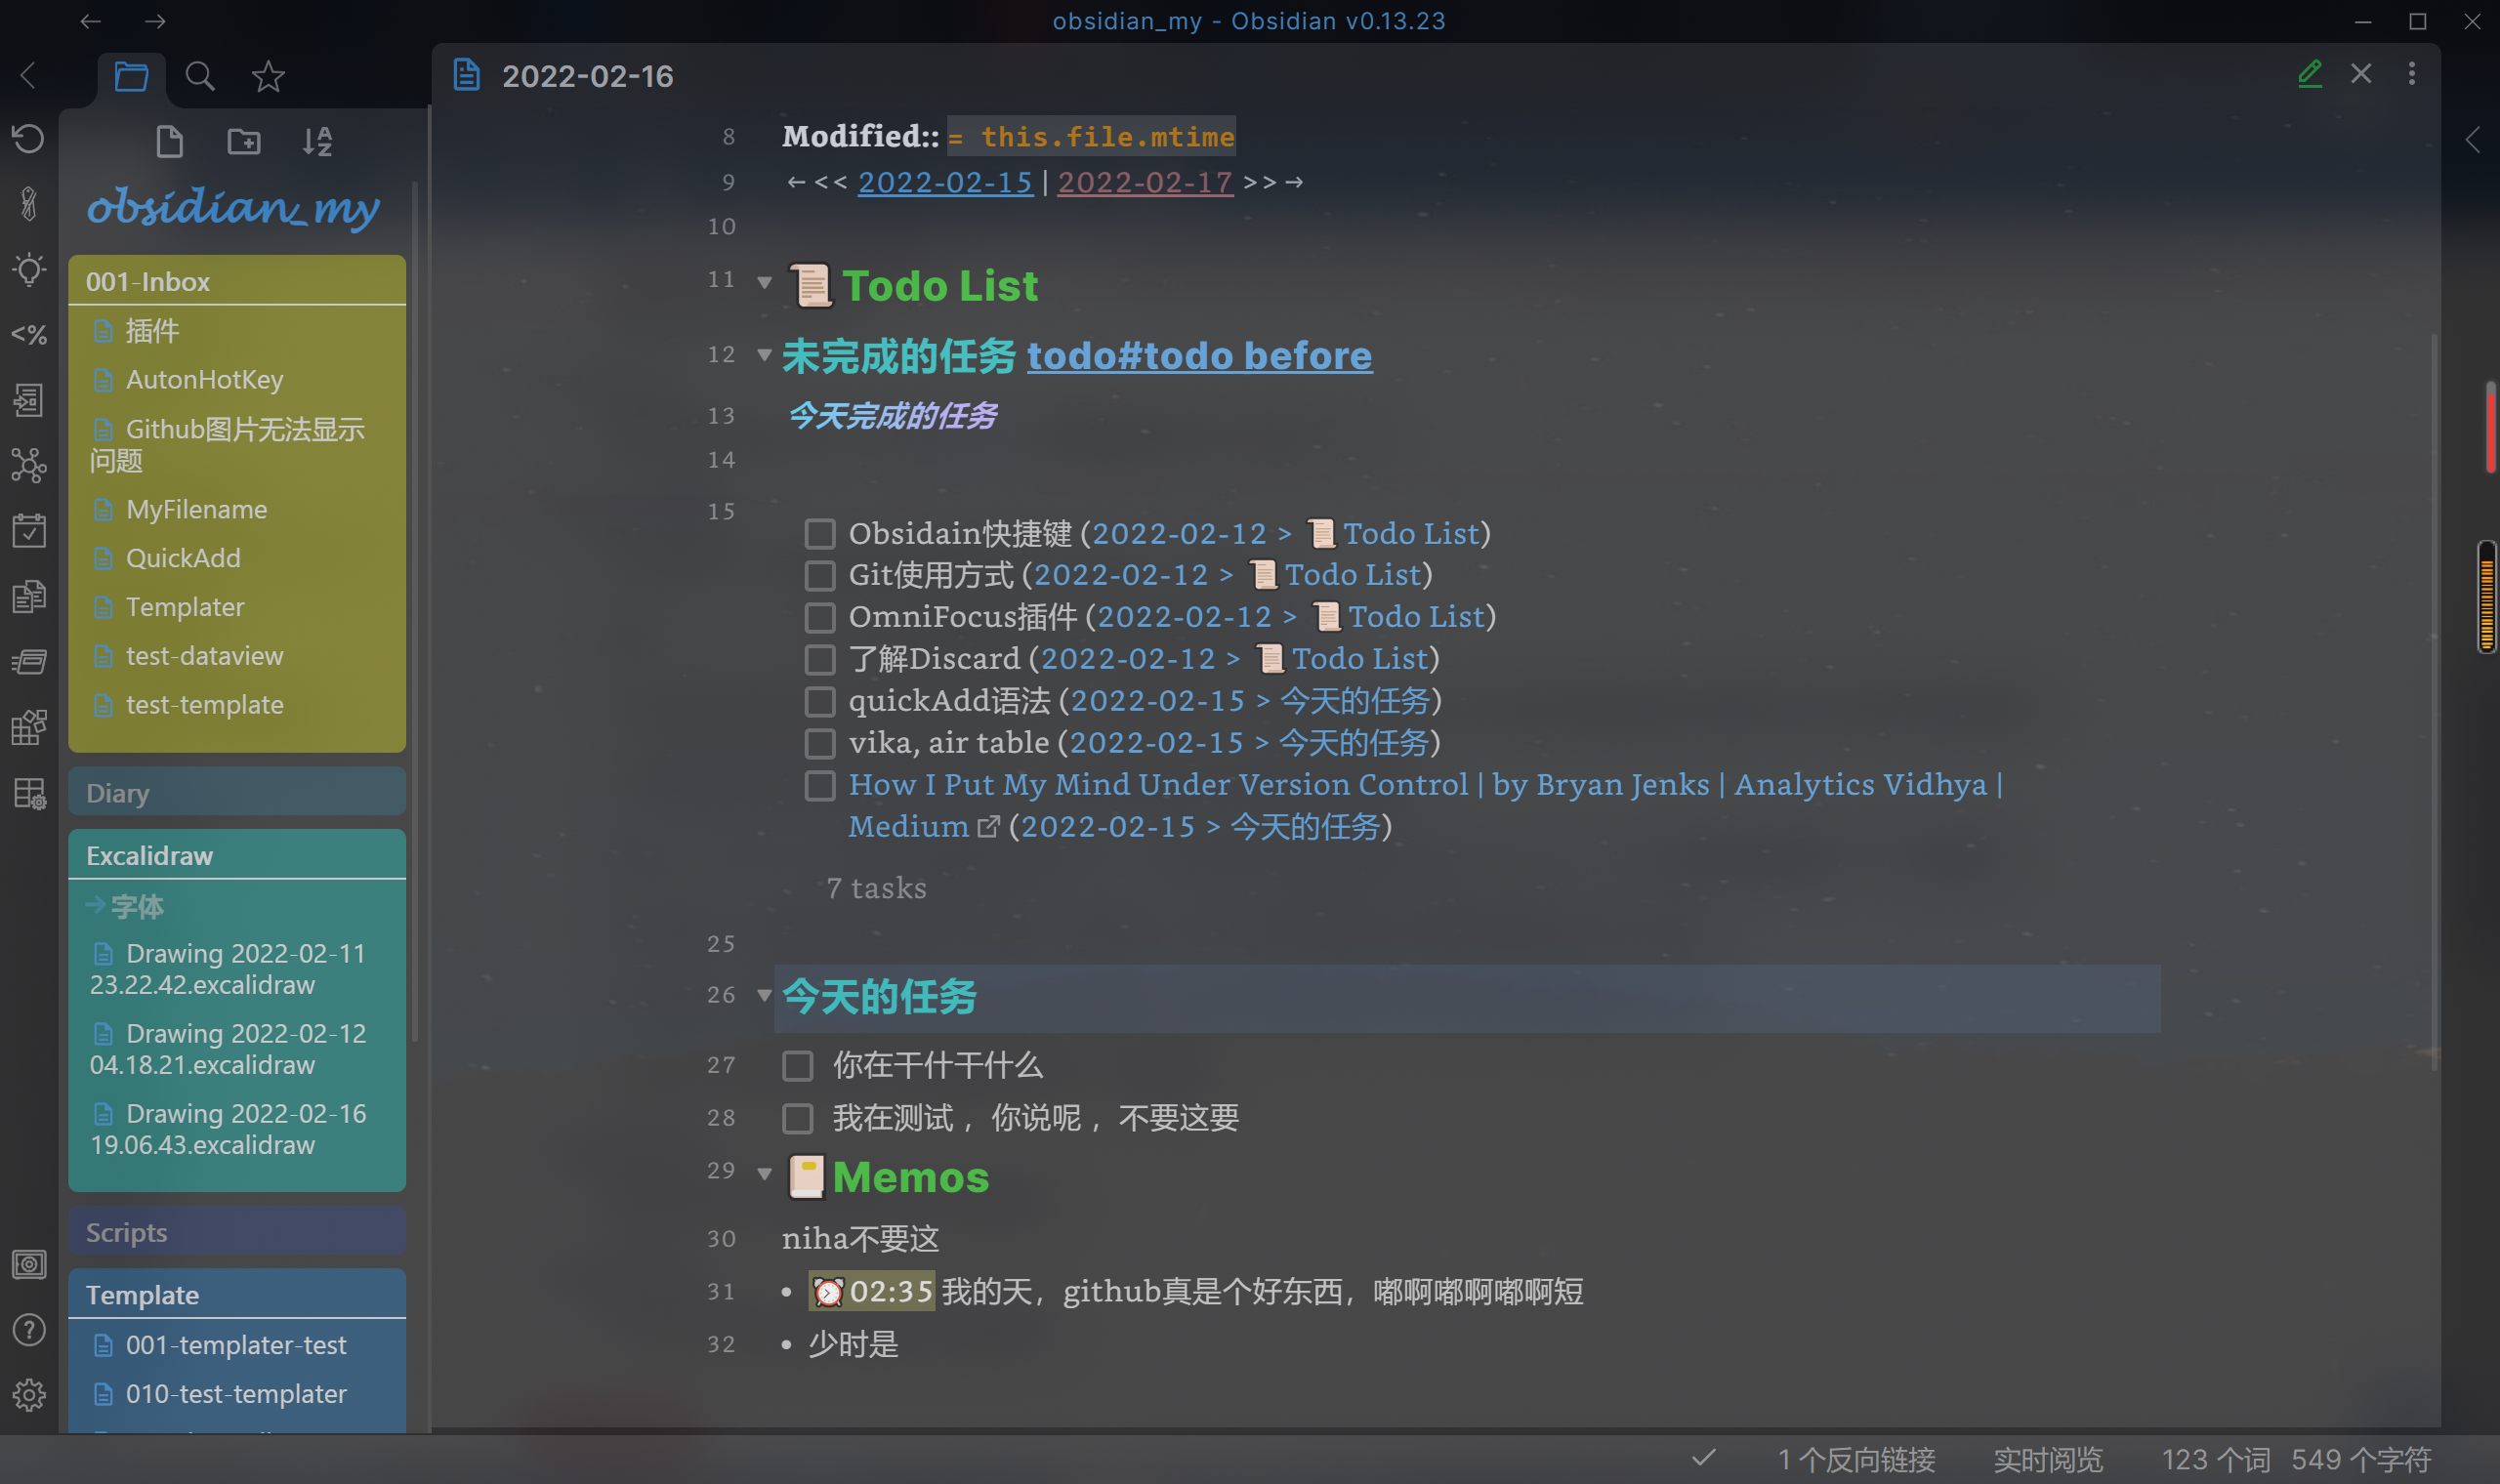 obsidian_my - Obsidian v0.13.23
2022-02-16
obsidian_my
001-Inbox
插件
AutonHotKey
Github图片无法显示
问题
MyFilename
QuickAdd
Templater
test-dataview
test-template
Diary
Excalidraw
字体
Drawing 2022-02-11
23.22.42.excalidraw
Drawing 2022-02-12
04.18.21.excalidraw
Drawing 2022-02-16
19.06.43.excalidraw
Scripts
Template
001-templater-test
010-test-templater
8 Modified:: = this.file.mtime
9 ←<< 2022-02-15 | 2022-02-17 >>→
10
11 📜Todo List
12 未完成的任务 todo#todo before
13 今天完成的任务
14
15
Obsidain快捷键 (2022-02-12 > 📜Todo List)
Git使用方式 (2022-02-12 > 📜Todo List)
OmniFocus插件 (2022-02-12 > 📜Todo List)
了解Discard (2022-02-12 > 📜Todo List)
quickAdd语法 (2022-02-15 > 今天的任务)
vika, air table (2022-02-15 > 今天的任务)
How I Put My Mind Under Version Control | by Bryan Jenks | Analytics Vidhya |
Medium (2022-02-15 > 今天的任务)
7 tasks
25
26 今天的任务
27 你在干什干什么
28 我在测试 ，你说呢 ，不要这要
29 📔Memos
30 niha不要这
31 • ⏰02:35 我的天，github真是个好东西，嘟啊嘟啊嘟啊短
32 • 少时是
1 个反向链接 实时阅览 123 个词 549 个字符